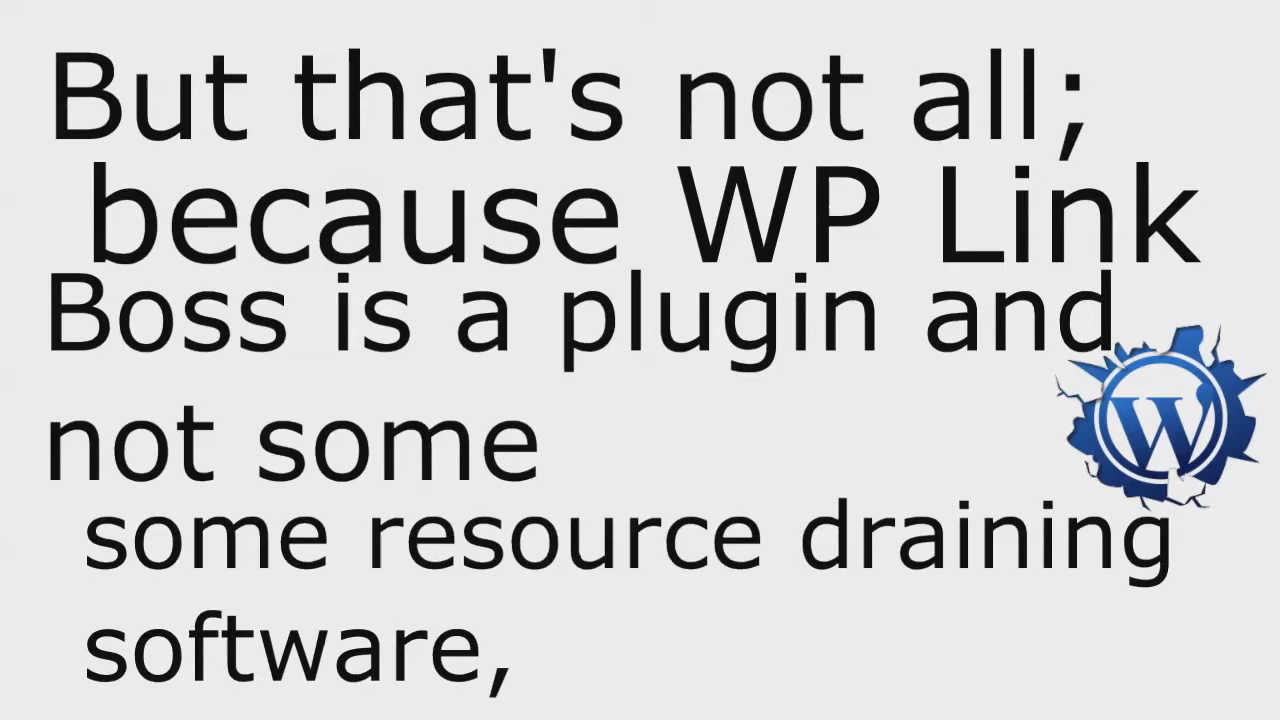 But that's not all;
because WP Link
Boss is a plugin and
not some
some resource draining
software,
W